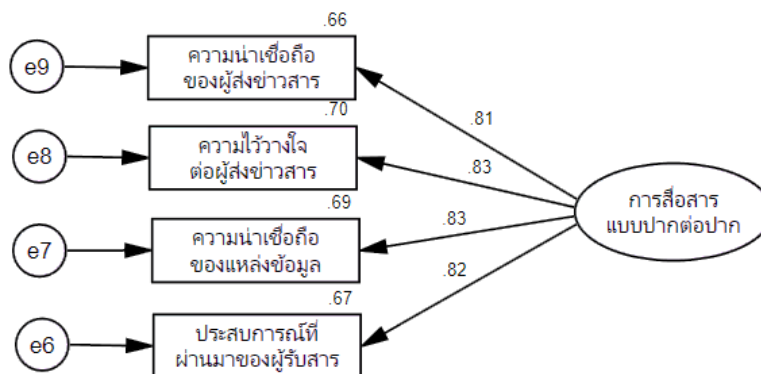 .66
e9
ความน่าเชื่อถือ
ของผู้ส่งข่าวสาร
.81
.70
e8
ความไว้วางใจ
ต่อผู้ส่งข่าวสาร
.83
การสื่อสาร
แบบปากต่อปาก
.69
e7
ความน่าเชื่อถือ
ของแหล่งข้อมูล
.83
.82
.67
e6
ประสบการณ์ที่
ผ่านมาของผู้รับสาร